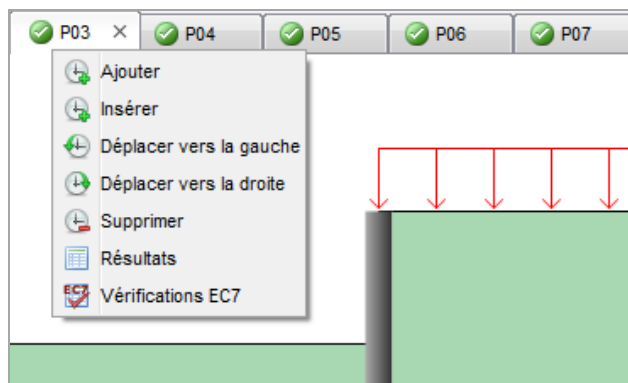 P03 P04 P05 P06 P07
Ajouter
Insérer
Déplacer vers la gauche
Déplacer vers la droite
Supprimer
Résultats
EC7 Vérifications EC7